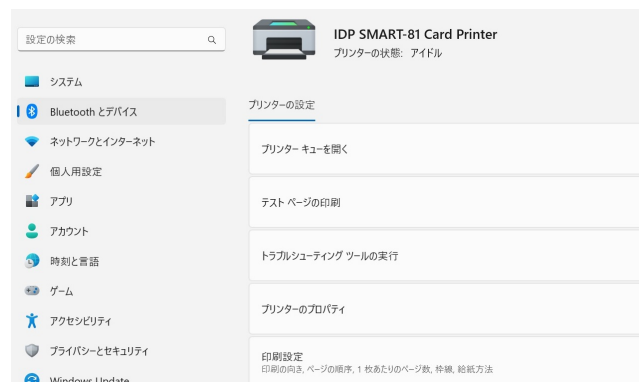 設定の検索
システム
Bluetooth とデバイス
ネットワークとインターネット
個人用設定
アプリ
アカウント
時刻と言語
ゲーム
アクセシビリティ
プライバシーとセキュリティ
Windows Update
IDP SMART-81 Card Printer
プリンターの状態: アイドル
プリンターの設定
プリンター キューを開く
テスト ページの印刷
トラブルシューティング ツールの実行
プリンターのプロパティ
印刷設定
印刷の向き, ページの順序, 1 枚あたりのページ数, 枠線, 給紙方法